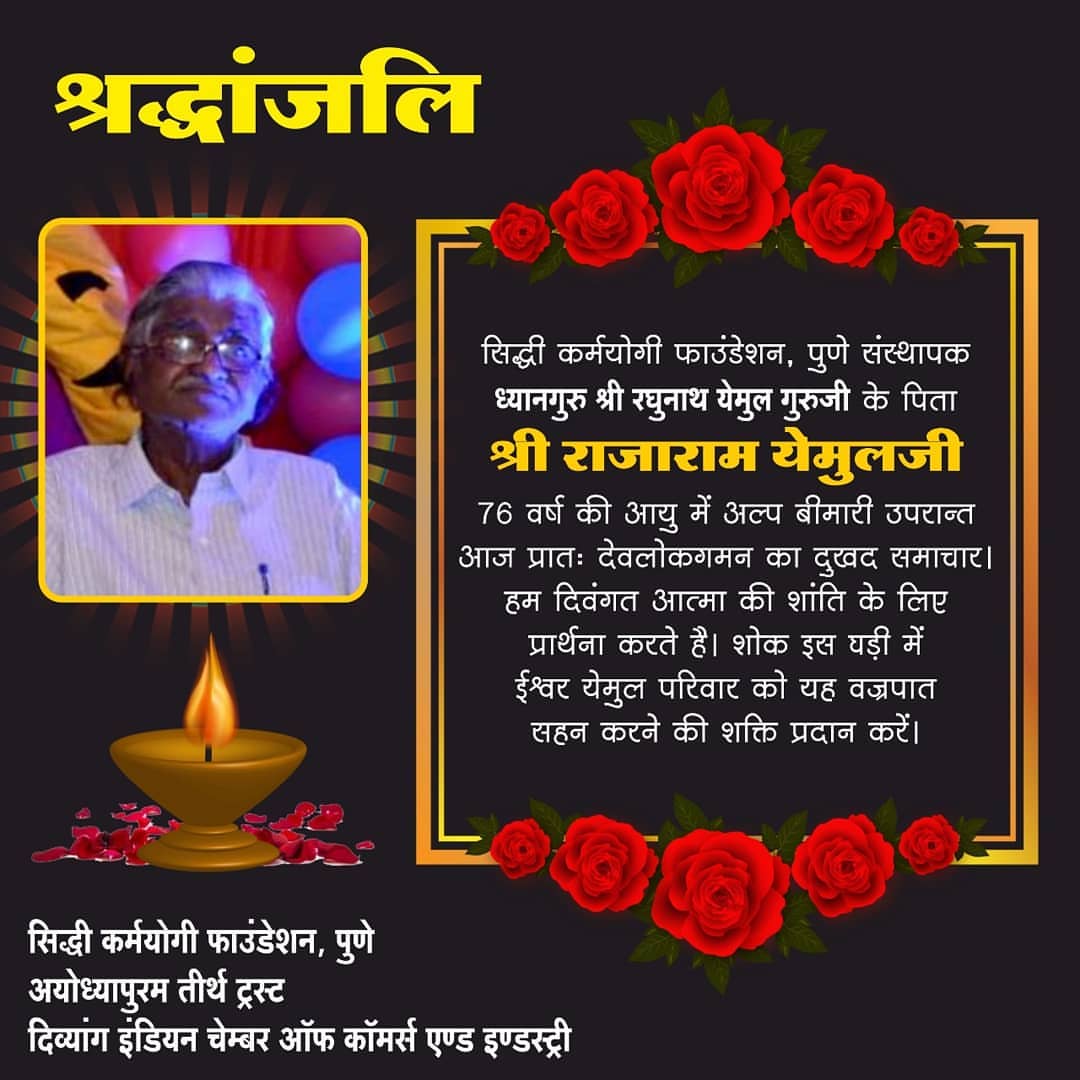 श्रद्धांजलि
सिद्धी कर्मयोगी फाउंडेशन, पुणे संस्थापक
ध्यानगुरु श्री रघुनाथ येमुल गुरुजी के पिता
श्री राजाराम येमुलजी
76 वर्ष की आयु में अल्प बीमारी उपरान्त
आज प्रातः देवलोकगमन का दुखद समाचार।
हम दिवंगत आत्मा की शांति के लिए
प्रार्थना करते है। शोक इस घड़ी में
ईश्वर येमुल परिवार को यह वज्रपात
सहन करने की शक्ति प्रदान करें।
सिद्धी कर्मयोगी फाउंडेशन, पुणे
अयोध्यापुरम तीर्थ ट्रस्ट
दिव्यांग इंडियन चेम्बर ऑफ कॉमर्स एण्ड इण्डस्ट्री